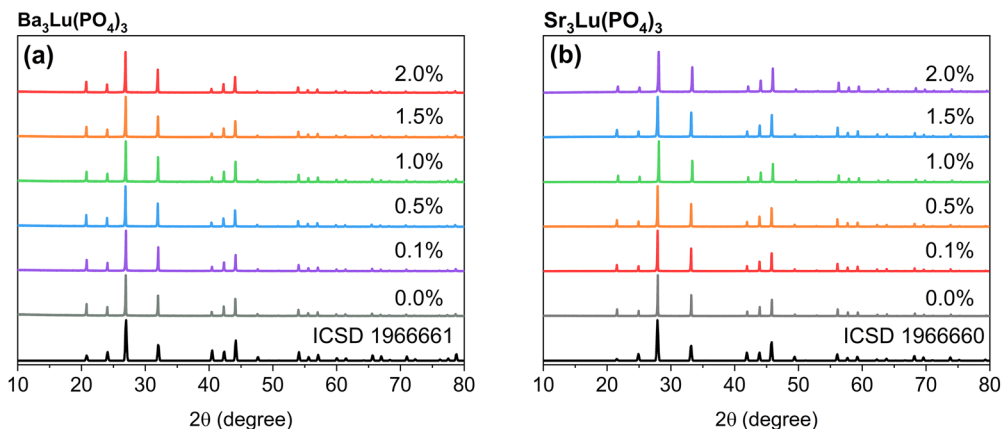 Ba₃Lu(PO₄)₃
(a)
2.0%
1.5%
1.0%
0.5%
0.1%
0.0%
ICSD 1966661
10 20 30 40 50 60 70 80
2θ (degree)
Sr₃Lu(PO₄)₃
(b)
2.0%
1.5%
1.0%
0.5%
0.1%
0.0%
ICSD 1966660
10 20 30 40 50 60 70 80
2θ (degree)